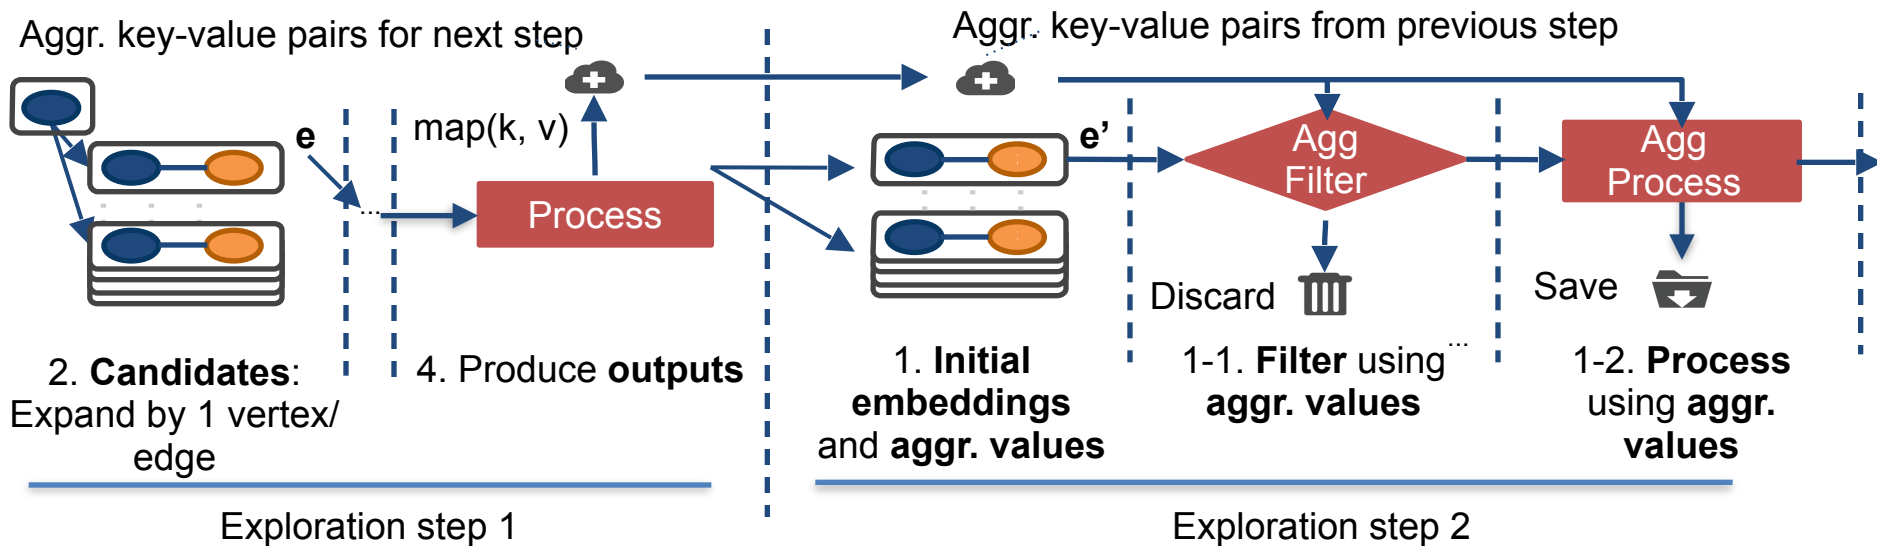 Aggr. key-value pairs for next step
e
...
map(k, v)
Process
2. Candidates:
Expand by 1 vertex/
edge
4. Produce outputs
Exploration step 1
Aggr. key-value pairs from previous step
e’
Agg
Filter
Agg
Process
Discard
Save
1. Initial
embeddings
and aggr. values
1-1. Filter using
aggr. values
...
1-2. Process
using aggr.
values
Exploration step 2